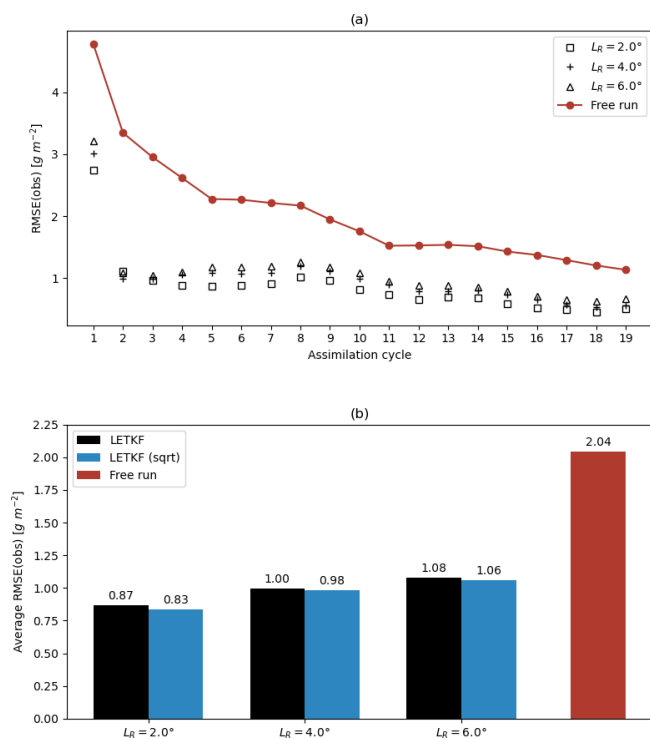 (a)
RMSE(obs) [g m⁻²]
4
3
2
1
L_R = 2.0°
L_R = 4.0°
L_R = 6.0°
Free run
1 2 3 4 5 6 7 8 9 10 11 12 13 14 15 16 17 18 19
Assimilation cycle
(b)
Average RMSE(obs) [g m⁻²]
2.25
2.00
1.75
1.50
1.25
1.00
0.75
0.50
0.25
0.00
LETKF
LETKF (sqrt)
Free run
0.87 0.83 1.00 0.98 1.08 1.06 2.04
L_R = 2.0° L_R = 4.0° L_R = 6.0°